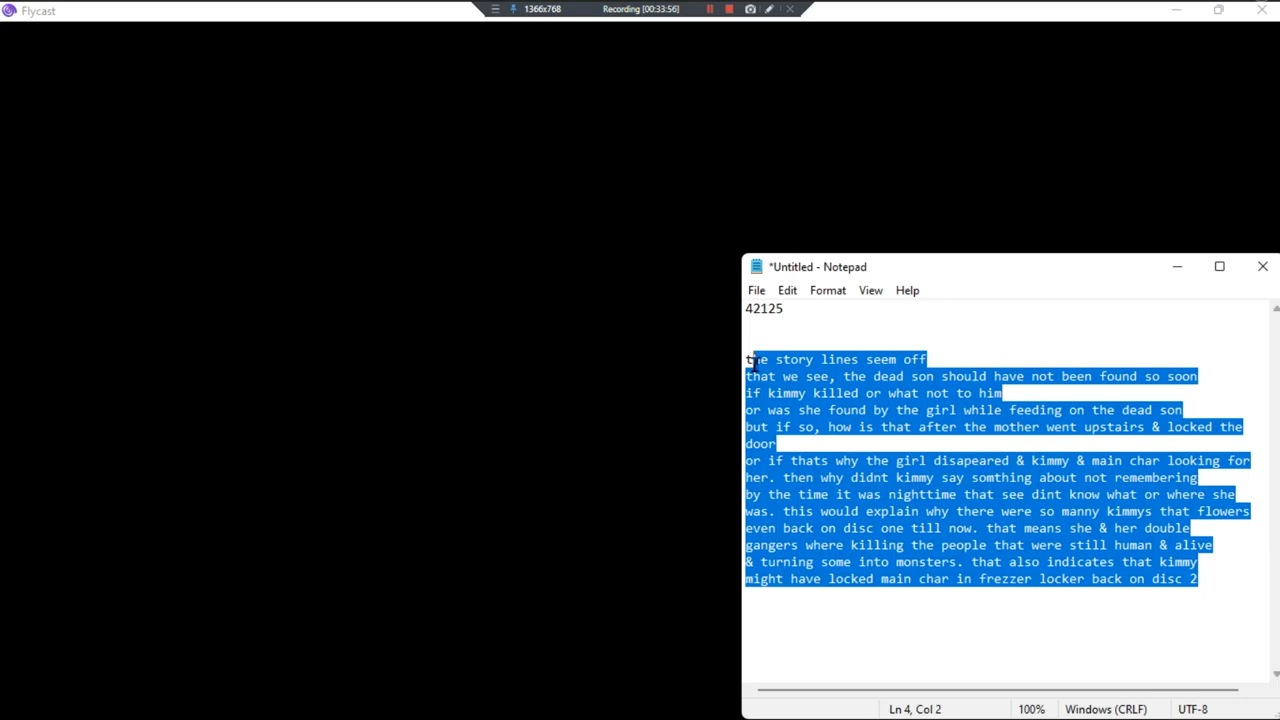 Flycast
1366x768
Recording [00:33:56]
*Untitled - Notepad
File Edit Format View Help
42125
the story lines seem off
that we see, the dead son should have not been found so soon
if kimmy killed or what not to him
or was she found by the girl while feeding on the dead son
but if so, how is that after the mother went upstairs & locked the
door
or if thats why the girl disapeared & kimmy & main char looking for
her. then why didnt kimmy say somthing about not remembering
by the time it was nighttime that see dint know what or where she
was. this would explain why there were so manny kimmys that flowers
even back on disc one till now. that means she & her double
gangers where killing the people that were still human & alive
& turning some into monsters. that also indicates that kimmy
might have locked main char in frezzer locker back on disc 2
Ln 4, Col 2
100%
Windows (CRLF)
UTF-8